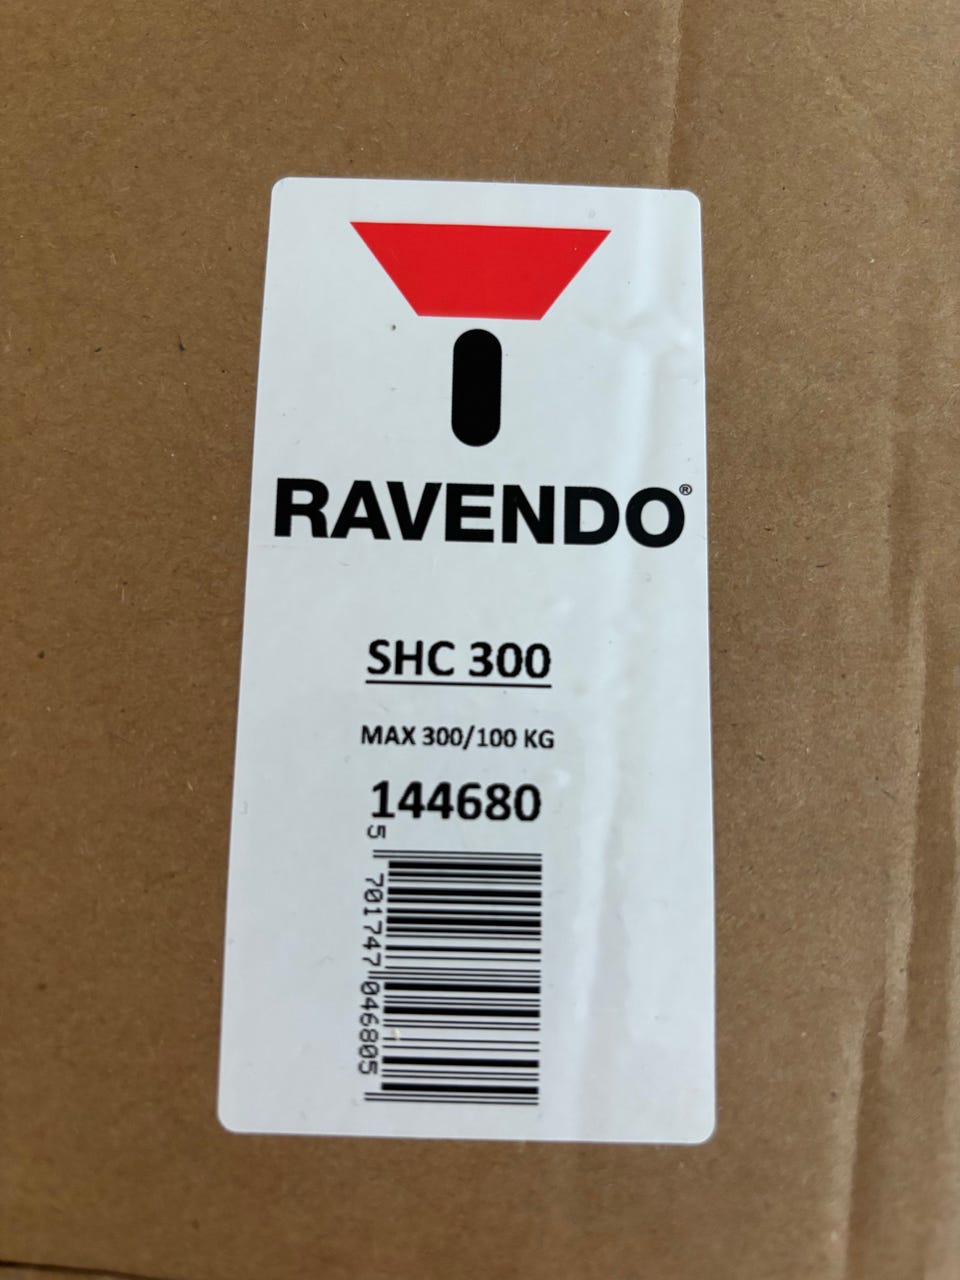 RAVENDO®
SHC 300
MAX 300/100 KG
144680
5 701747 046805